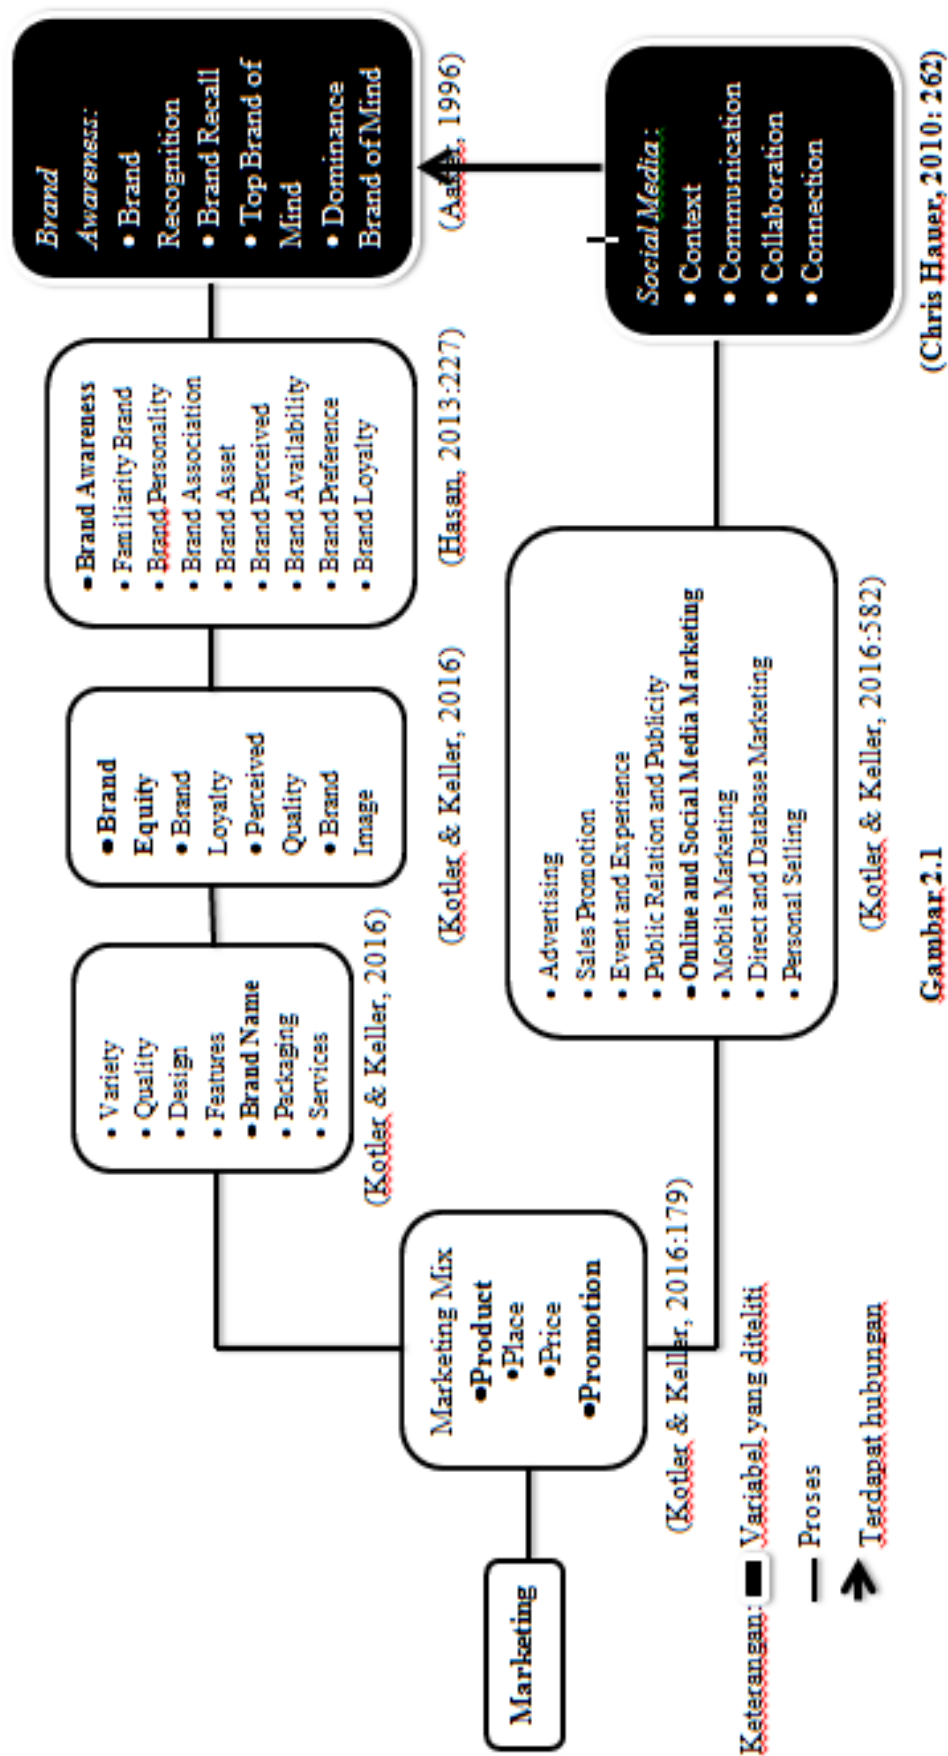 Marketing
Marketing Mix
•Product
•Place
•Price
•Promotion
(Kotler & Keller, 2016:179)
• Variety
• Quality
• Design
• Features
• Brand Name
• Packaging
• Services
(Kotler & Keller, 2016)
• Brand
Equity
• Brand
Loyalty
• Perceived
Quality
• Brand
Image
(Kotler & Keller, 2016)
• Brand Awareness
• Familiarity Brand
• Brand Personality
• Brand Association
• Brand Asset
• Brand Perceived
• Brand Availability
• Brand Preference
• Brand Loyalty
(Hasan, 2013:227)
Brand
Awareness:
• Brand
Recognition
• Brand Recall
• Top Brand of
Mind
• Dominance
Brand of Mind
(Aaker, 1996)
• Advertising
• Sales Promotion
• Event and Experience
• Public Relation and Publicity
• Online and Social Media Marketing
• Mobile Marketing
• Direct and Database Marketing
• Personal Selling
(Kotler & Keller, 2016:582)
Social Media:
• Context
• Communication
• Collaboration
• Connection
(Chris Hauer, 2010: 262)
Keterangan: Variabel yang diteliti
Proses
Terdapat hubungan
Gambar 2.1